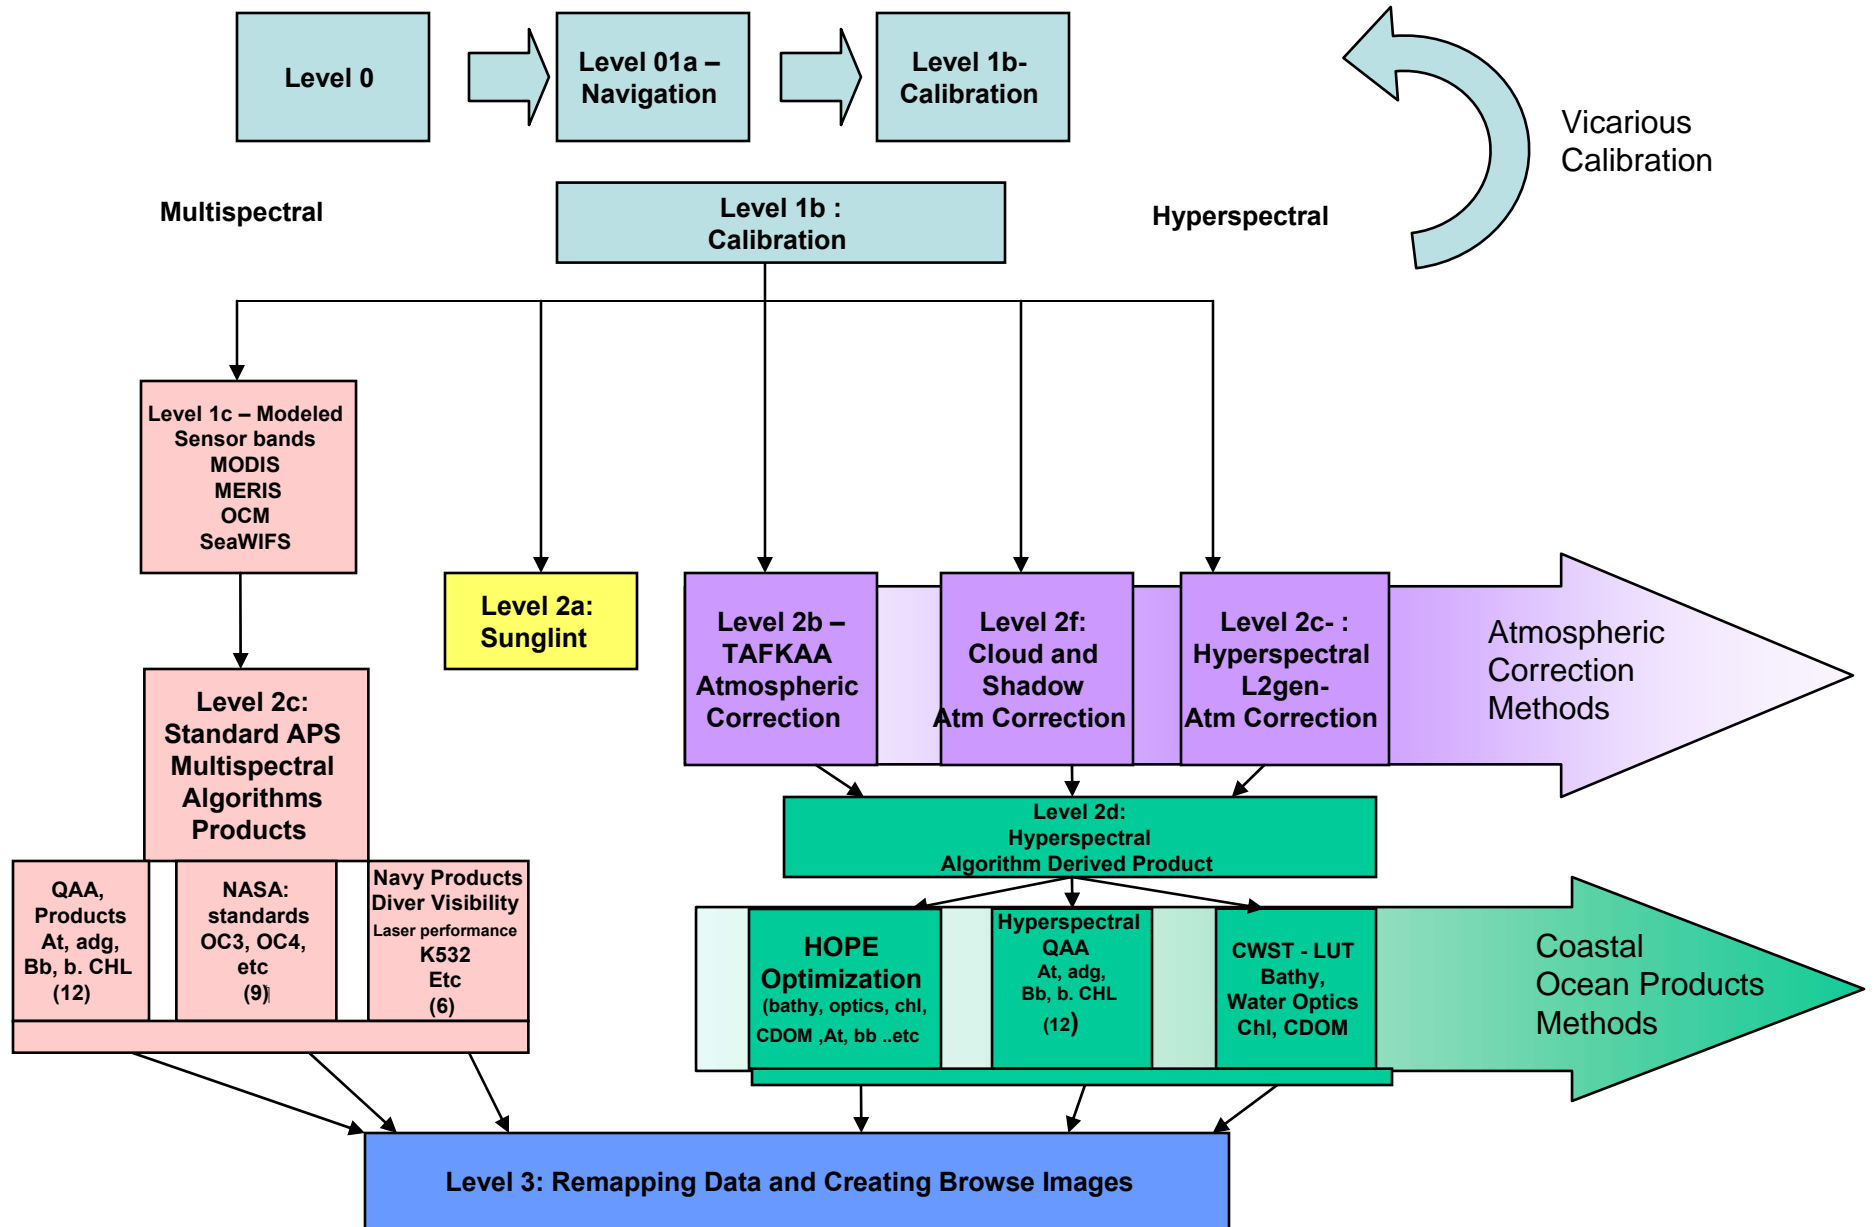 Level 0
Level 01a –
Navigation
Level 1b-
Calibration
Vicarious
Calibration
Multispectral
Level 1b :
Calibration
Hyperspectral
Level 1c – Modeled
Sensor bands
MODIS
MERIS
OCM
SeaWIFS
Level 2a:
Sunglint
Level 2b –
TAFKAA
Atmospheric
Correction
Level 2f:
Cloud and
Shadow
Atm Correction
Level 2c- :
Hyperspectral
L2gen-
Atm Correction
Atmospheric
Correction
Methods
Level 2c:
Standard APS
Multispectral
Algorithms
Products
Level 2d:
Hyperspectral
Algorithm Derived Product
QAA,
Products
At, adg,
Bb, b. CHL
(12)
NASA:
standards
OC3, OC4,
etc
(9)
Navy Products
Diver Visibility
Laser performance
K532
Etc
(6)
HOPE
Optimization
(bathy, optics, chl,
CDOM ,At, bb ..etc
Hyperspectral
QAA
At, adg,
Bb, b. CHL
(12)
CWST - LUT
Bathy,
Water Optics
Chl, CDOM
Coastal
Ocean Products
Methods
Level 3: Remapping Data and Creating Browse Images